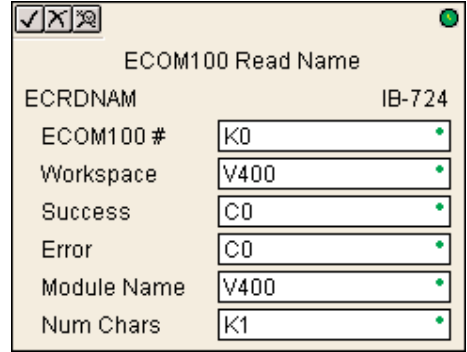 ECOM100 Read Name
ECRDNAM IB-724
ECOM100 # K0
Workspace V400
Success C0
Error C0
Module Name V400
Num Chars K1